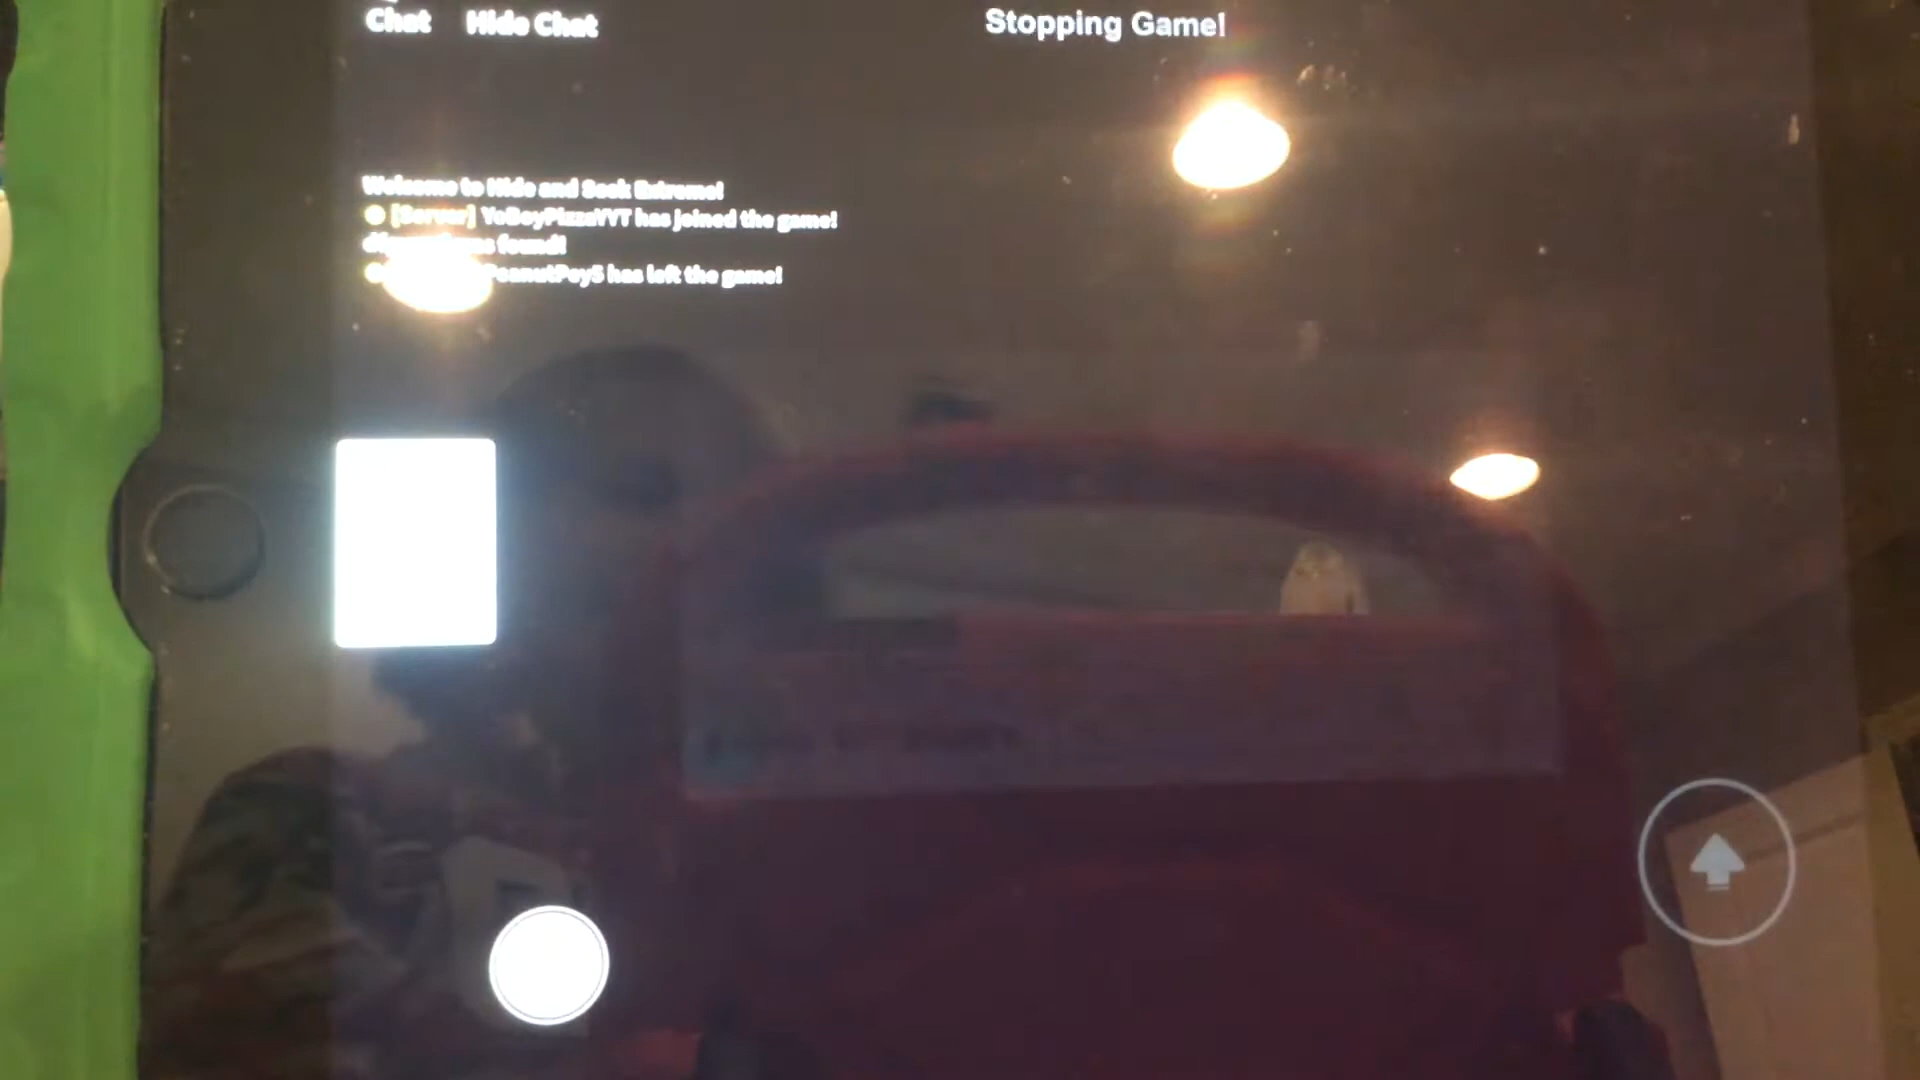 Chat Hide Chat
Stopping Game!
Welcome to Hide and Seek Extreme!
[Server] YoBoyPizzaYYT has joined the game!
found!
has left the game!